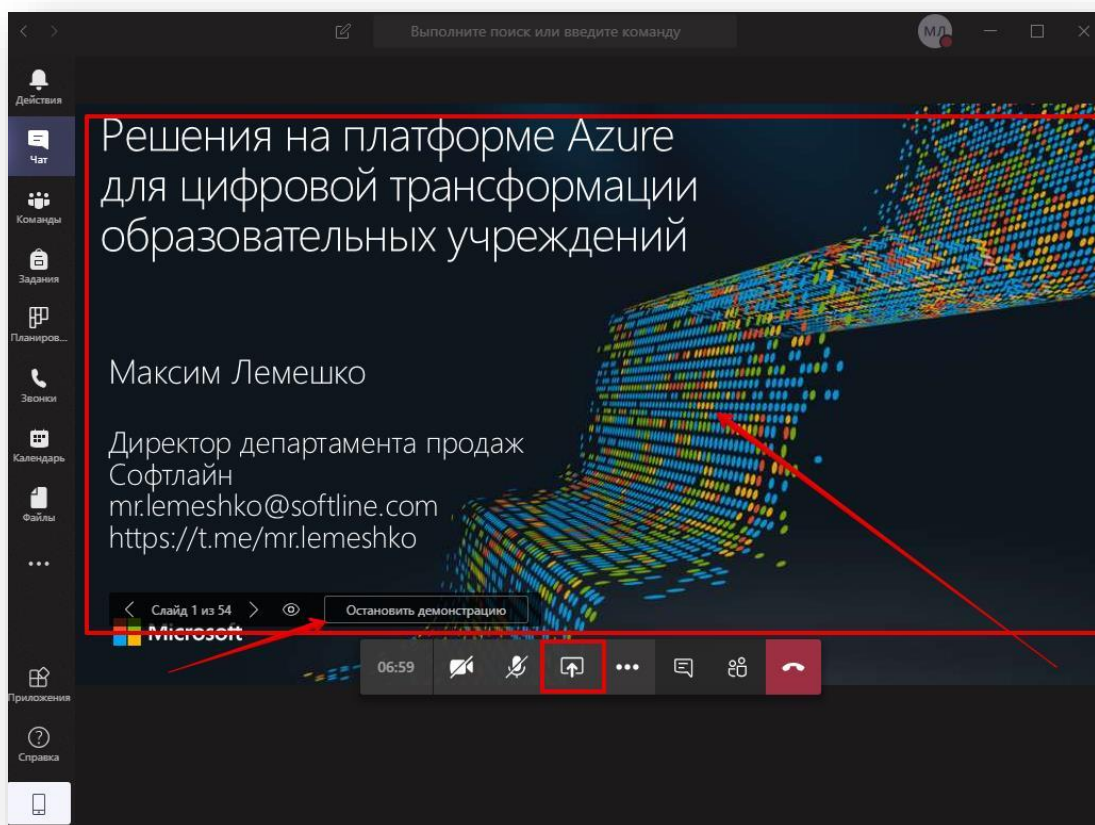 Выполните поиск или введите команду
МЛ
Действия
Чат
Команды
Задания
Планиров...
Звонки
Календарь
Файлы
Приложения
Справка
Решения на платформе Azure
для цифровой трансформации
образовательных учреждений
Максим Лемешко
Директор департамента продаж
Софтлайн
mr.lemeshko@softline.com
https://t.me/mr.lemeshko
Слайд 1 из 54
Остановить демонстрацию
Microsoft
06:59